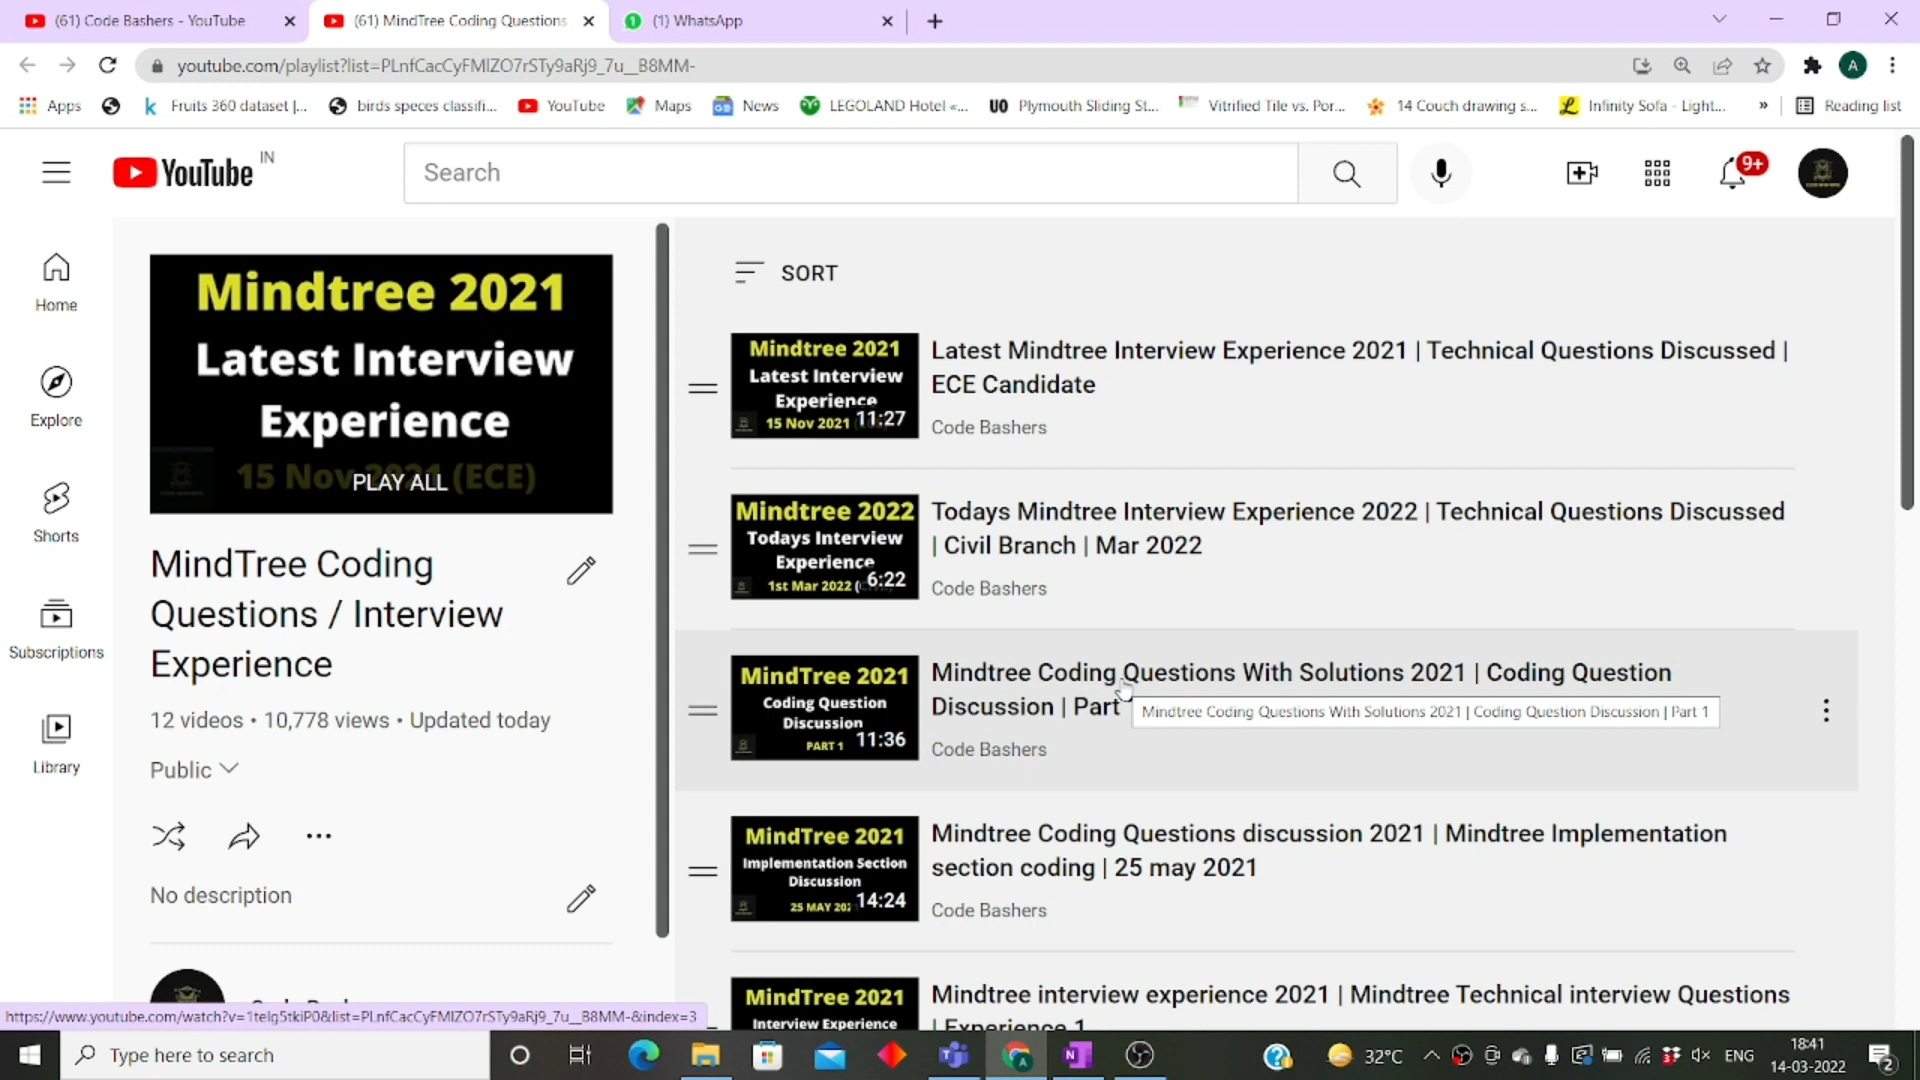 (61) Code Bashers - YouTube
(61) MindTree Coding Questions
(1) WhatsApp
youtube.com/playlist?list=PLnfCacCyFMlZO7rSTy9aRj9_7u__B8MM-
A
Apps
Fruits 360 dataset |...
birds speces classifi...
YouTube
Maps
News
LEGOLAND Hotel «...
UO Plymouth Sliding St...
Vitrified Tile vs. Por...
14 Couch drawing s...
Infinity Sofa - Light...
»
Reading list
YouTube IN
Search
9+
Home
Explore
Shorts
Subscriptions
Library
Mindtree 2021
Latest Interview
Experience
15 Nov 2021 (ECE)
PLAY ALL
MindTree Coding
Questions / Interview
Experience
12 videos • 10,778 views • Updated today
Public
No description
SORT
Mindtree 2021
Latest Interview
Experience
15 Nov 2021
11:27
Latest Mindtree Interview Experience 2021 | Technical Questions Discussed |
ECE Candidate
Code Bashers
Mindtree 2022
Todays Interview
Experience
1st Mar 2022
6:22
Todays Mindtree Interview Experience 2022 | Technical Questions Discussed
| Civil Branch | Mar 2022
Code Bashers
MindTree 2021
Coding Question
Discussion
PART 1
11:36
Mindtree Coding Questions With Solutions 2021 | Coding Question
Discussion | Part
Mindtree Coding Questions With Solutions 2021 | Coding Question Discussion | Part 1
Code Bashers
MindTree 2021
Implementation Section
Discussion
25 MAY 202
14:24
Mindtree Coding Questions discussion 2021 | Mindtree Implementation
section coding | 25 may 2021
Code Bashers
MindTree 2021
Interview Experience
Mindtree interview experience 2021 | Mindtree Technical interview Questions
| Experience 1
https://www.youtube.com/watch?v=1telg5tkiP0&list=PLnfCacCyFMlZO7rSTy9aRj9_7u__B8MM-&index=3
Type here to search
32°C
ENG
18:41
14-03-2022
2